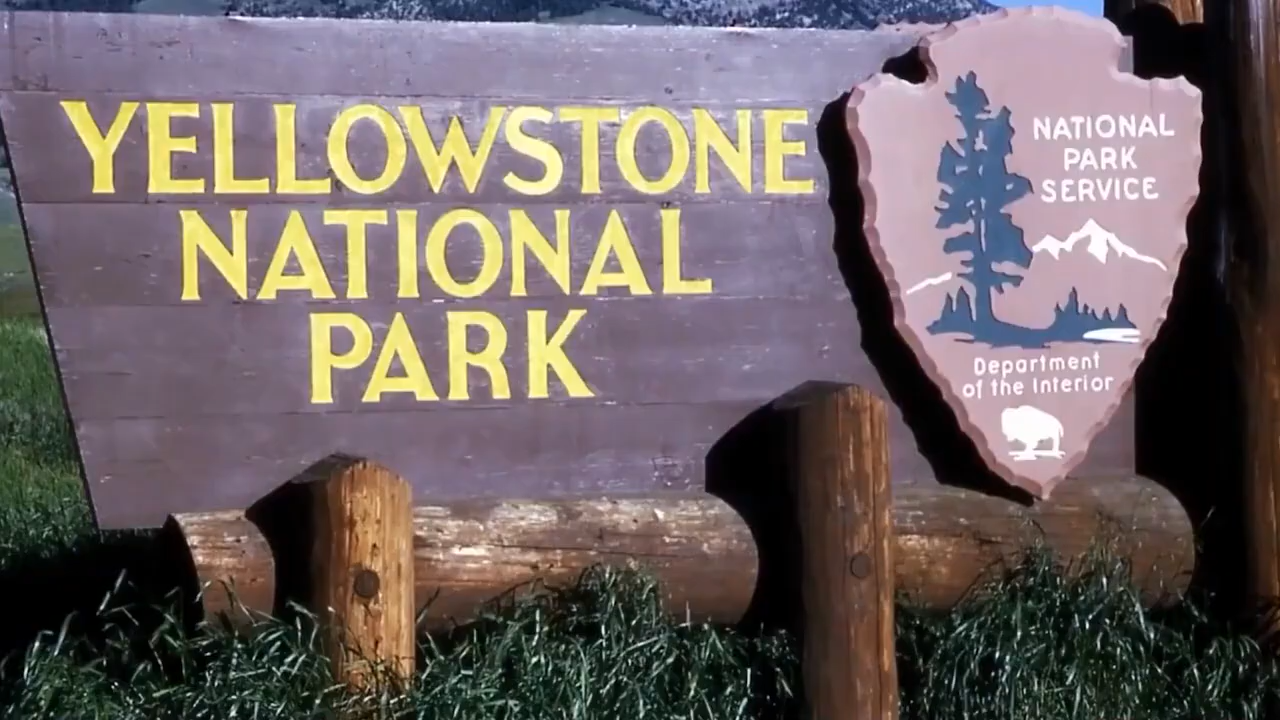 YELLOWSTONE
NATIONAL
PARK
NATIONAL
PARK
SERVICE
Department
of the Interior